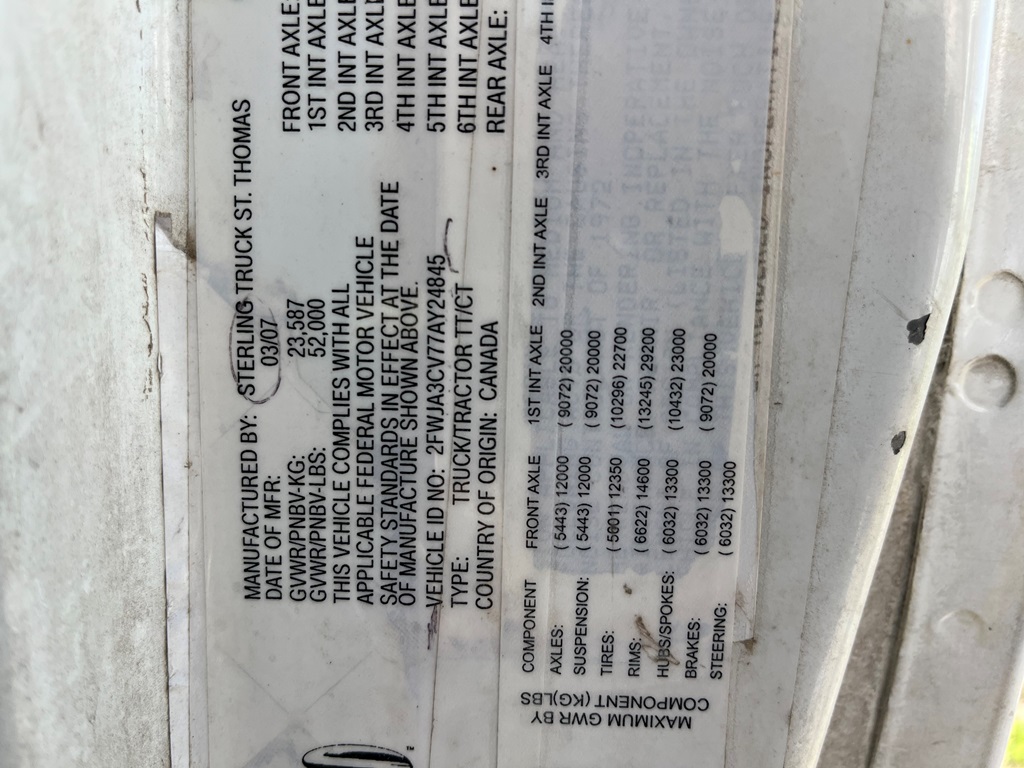 MANUFACTURED BY: STERLING TRUCK ST. THOMAS
DATE OF MFR: 03/07
GVWR/PNBV-KG: 23,587
GVWR/PNBV-LBS: 52,000
THIS VEHICLE COMPLIES WITH ALL
APPLICABLE FEDERAL MOTOR VEHICLE
SAFETY STANDARDS IN EFFECT AT THE DATE
OF MANUFACTURE SHOWN ABOVE.
VEHICLE ID NO: 2FWJA3CV77AY24845
TYPE: TRUCK/TRACTOR TT/CT
COUNTRY OF ORIGIN: CANADA
FRONT AXLE:
1ST INT AXLE
2ND INT AXLE
3RD INT AXLE
4TH INT AXLE
5TH INT AXLE
6TH INT AXLE
REAR AXLE:
MAXIMUM GWR BY
COMPONENT (KG)LBS
COMPONENT FRONT AXLE 1ST INT AXLE 2ND INT AXLE 3RD INT AXLE 4TH I
AXLES: ( 5443) 12000 ( 9072) 20000
SUSPENSION: ( 5443) 12000 ( 9072) 20000
TIRES: ( 5601) 12350 (10296) 22700
RIMS: ( 6622) 14600 (13245) 29200
HUBS/SPOKES: ( 6032) 13300 (10432) 23000
BRAKES: ( 6032) 13300 ( 9072) 20000
STEERING: ( 6032) 13300